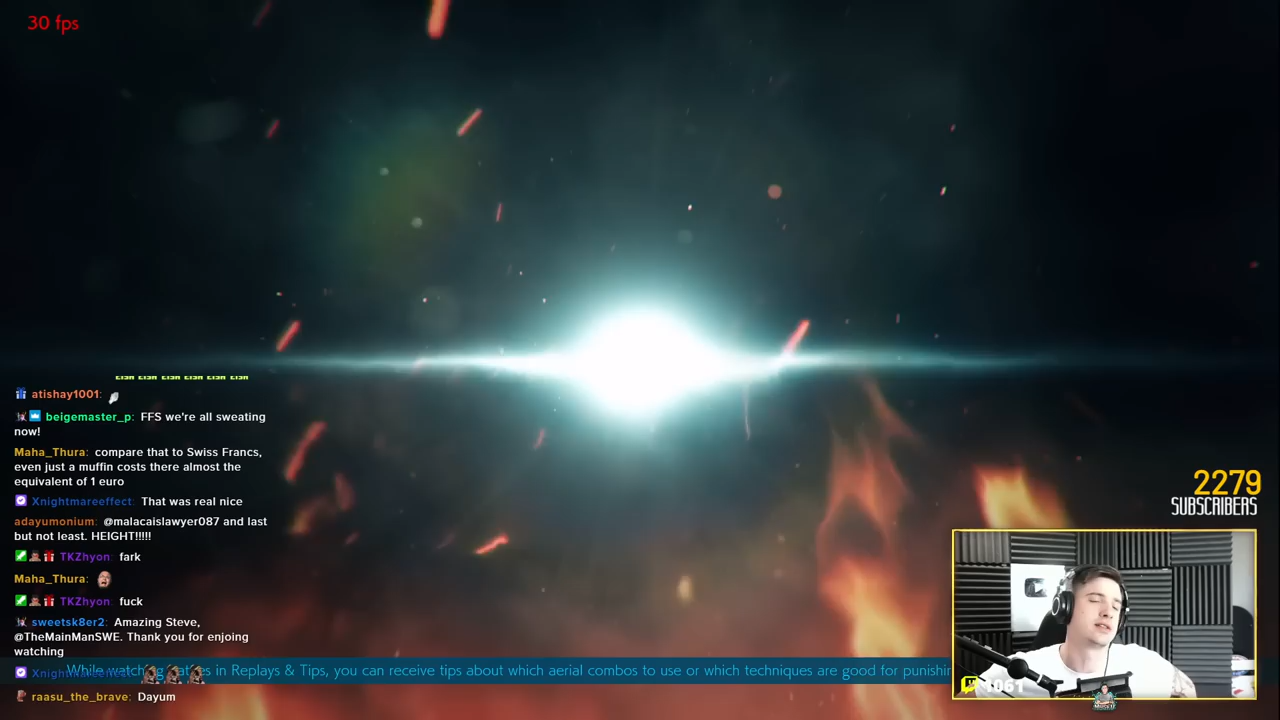 30 fps
atishay1001:
beigemaster_p: FFS we're all sweating
now!
Maha_Thura: compare that to Swiss Francs,
even just a muffin costs there almost the
equivalent of 1 euro
Xnightmareeffect: That was real nice
adayumonium: @malacaislawyer087 and last
but not least. HEIGHT!!!!!
TKZhyon: fark
Maha_Thura:
TKZhyon: fuck
sweetsk8er2: Amazing Steve,
@TheMainManSWE. Thank you for enjoing
watching
While watching in Replays & Tips, you can receive tips about which aerial combos to use or which techniques are good for punishin
raasu_the_brave: Dayum
2279
SUBSCRIBERS
1061